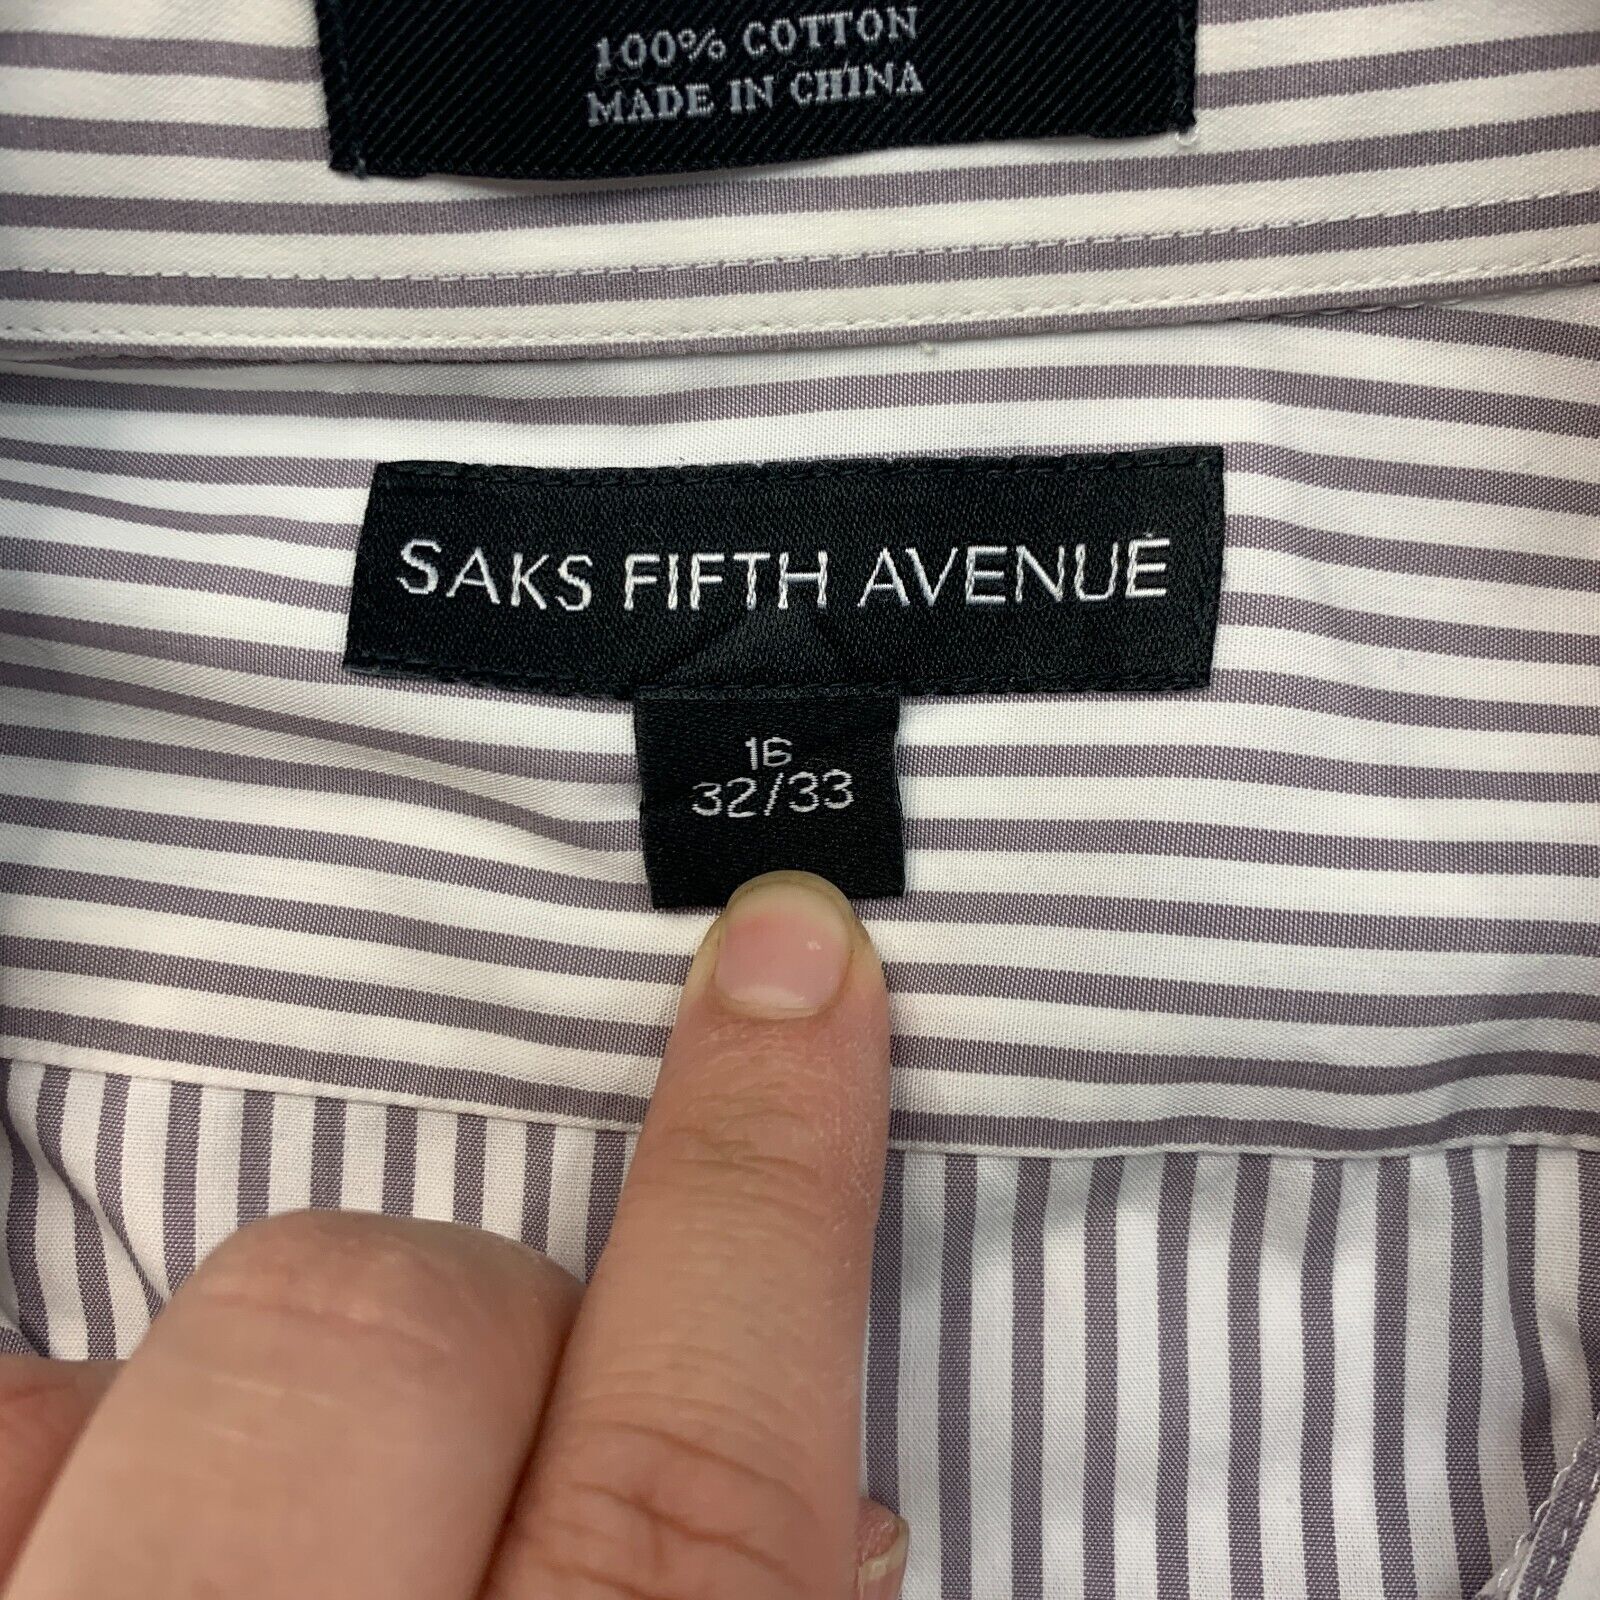 100% COTTON
MADE IN CHINA
SAKS FIFTH AVENUE
16
32/33